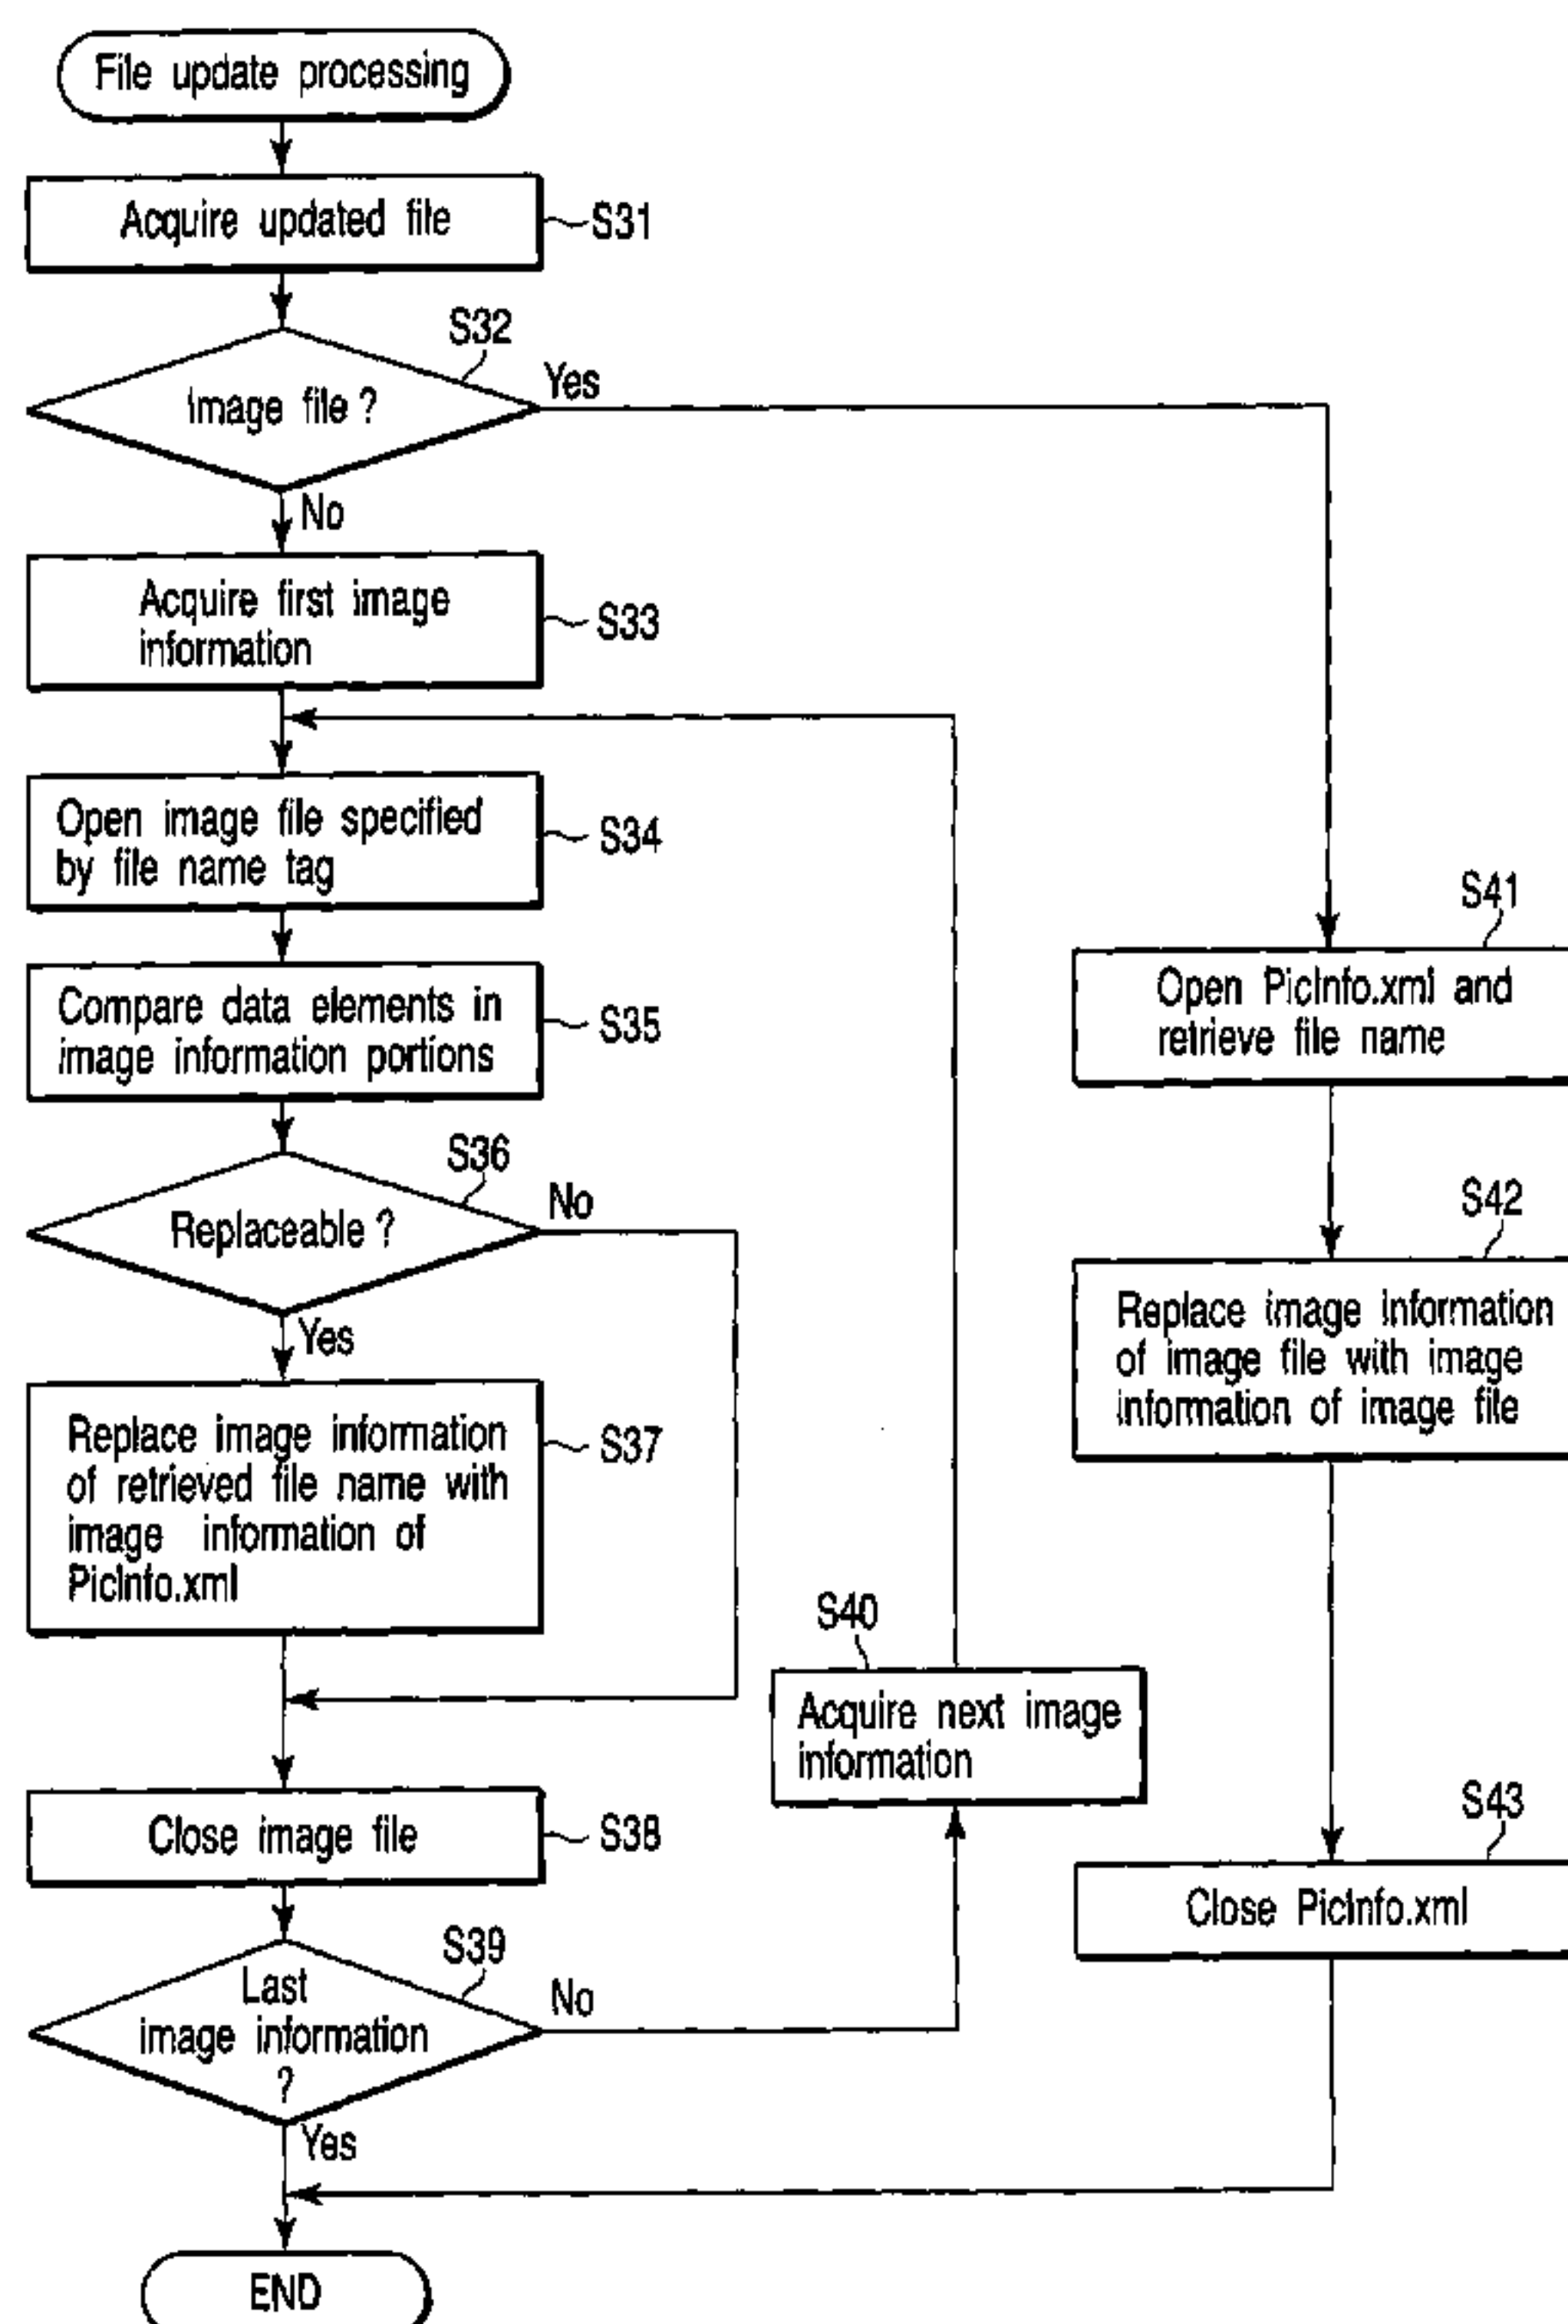 File update processing
Acquire updated file
S31
S32
Image file ?
Yes
No
Acquire first image
information
S33
Open image file specified
by file name tag
S34
Compare data elements in
image information portions
S35
S36
Replaceable ?
No
Yes
Replace image information
of retrieved file name with
image information of
PicInfo.xml
S37
Close image file
S38
S39
Last
image information
?
No
Yes
S40
Acquire next image
information
S41
Open PicInfo.xml and
retrieve file name
S42
Replace image information
of image file with image
information of image file
S43
Close PicInfo.xml
END